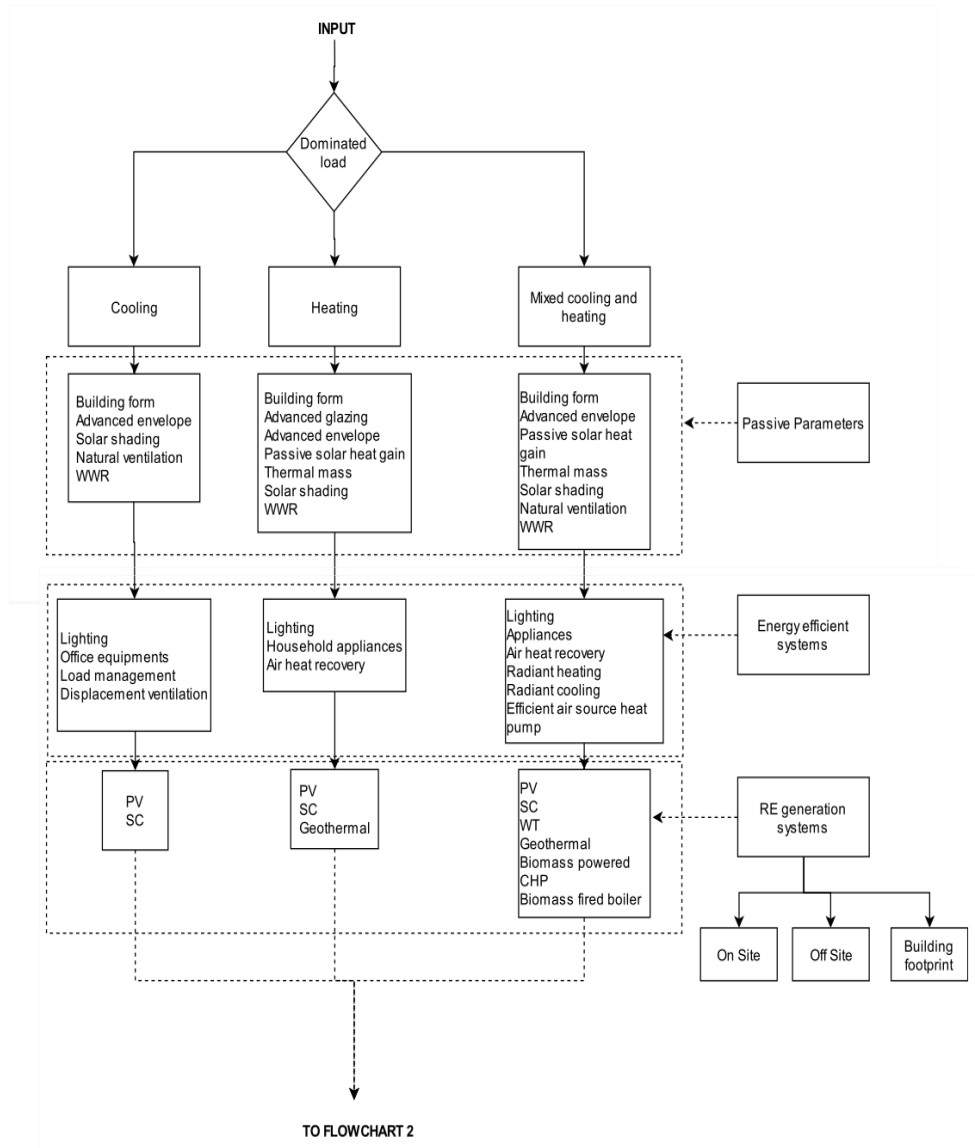 INPUT
Dominated
load
Cooling
Heating
Mixed cooling and
heating
Building form
Advanced envelope
Solar shading
Natural ventilation
WWR
Building form
Advanced glazing
Advanced envelope
Passive solar heat gain
Thermal mass
Solar shading
WWR
Building form
Advanced envelope
Passive solar heat
gain
Thermal mass
Solar shading
Natural ventilation
WWR
Passive Parameters
Lighting
Office equipments
Load management
Displacement ventilation
Lighting
Household appliances
Air heat recovery
Lighting
Appliances
Air heat recovery
Radiant heating
Radiant cooling
Efficient air source heat
pump
Energy efficient
systems
PV
SC
PV
SC
Geothermal
PV
SC
WT
Geothermal
Biomass powered
CHP
Biomass fired boiler
RE generation
systems
On Site
Off Site
Building
footprint
TO FLOWCHART 2